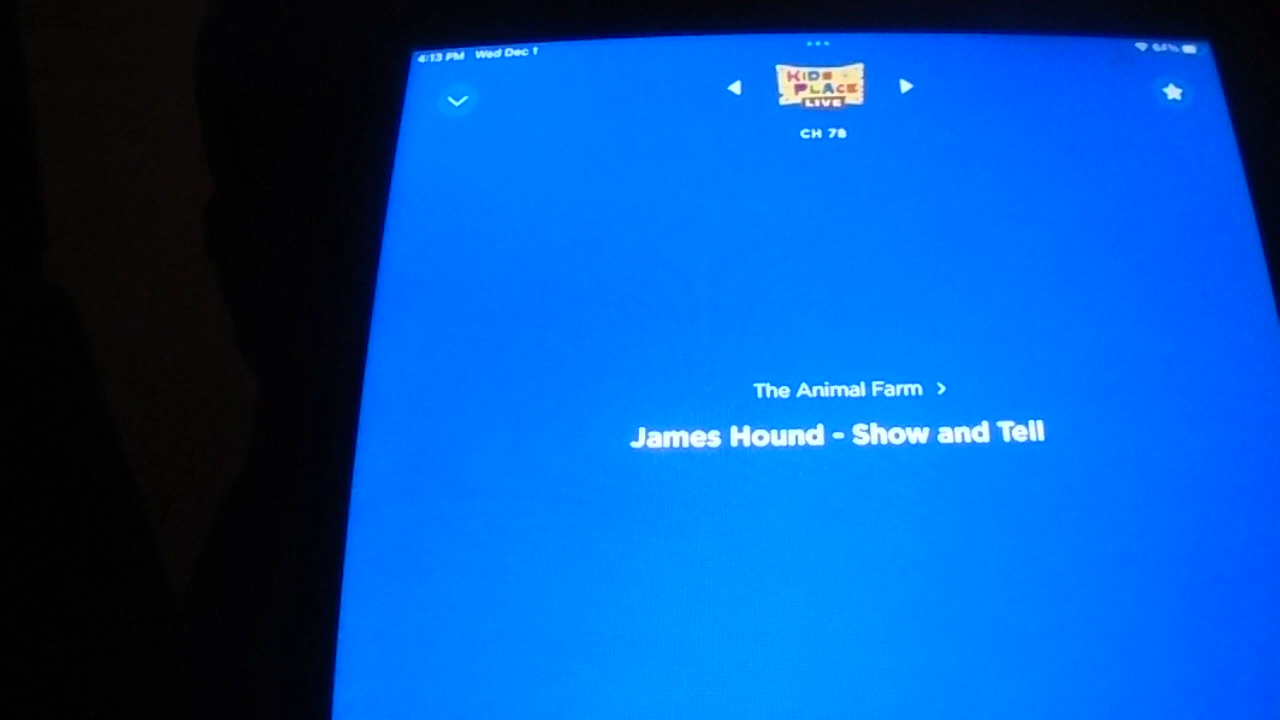 4:13 PM Wed Dec 1
64%
KIDS
PLACE
LIVE
CH 78
The Animal Farm >
James Hound - Show and Tell